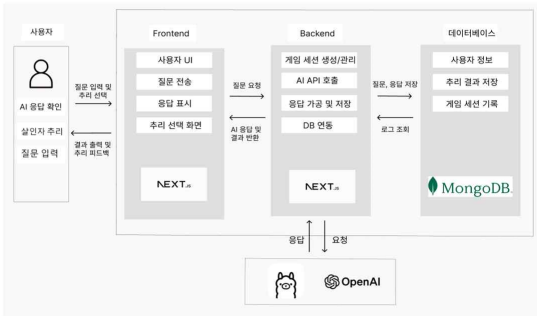 사용자
AI 응답 확인
살인자 추리
질문 입력
질문 입력 및
추리 선택
결과 출력 및
추리 피드백
Frontend
사용자 UI
질문 전송
응답 표시
추리 선택 화면
NEXT.JS
질문 요청
AI 응답 및
결과 반환
Backend
게임 세션 생성/관리
AI API 호출
응답 가공 및 저장
DB 연동
NEXT.JS
질문, 응답 저장
로그 조회
데이터베이스
사용자 정보
추리 결과 저장
게임 세션 기록
MongoDB
응답
요청
OpenAI